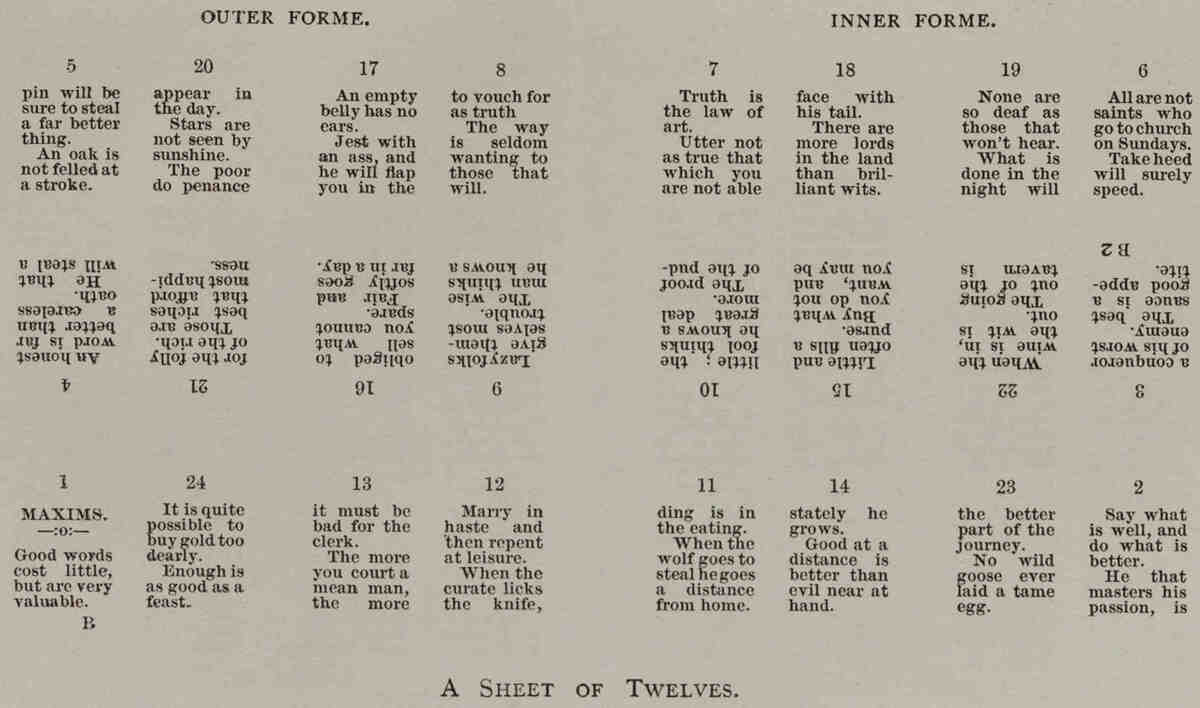 OUTER FORME.
INNER FORME.
5
pin will be
sure to steal
a far better
thing.
An oak is
not felled at
a stroke.
20
appear in
the day.
Stars are
not seen by
sunshine.
The poor
do penance
17
An empty
belly has no
ears.
Jest with
an ass, and
he will flap
you in the
8
to vouch for
as truth
The way
is seldom
wanting to
those that
will.
7
Truth is
the law of
art.
Utter not
as true that
which you
are not able
18
face with
his tail.
There are
more lords
in the land
than bril-
liant wits.
19
None are
so deaf as
those that
won't hear.
What is
done in the
night will
6
All are not
saints who
go to church
on Sundays.
Take heed
will surely
speed.
4
An honest
word is far
better than
a careless
oath.
He that
will steal a
21
for the folly
of the rich.
Those are
best riches
that afford
most happi-
ness.
16
obliged to
sell what
you cannot
spare.
Fair and
softly goes
far in a day.
9
Lazy folks
give them-
selves most
trouble.
The wise
man thinks
he knows a
10
little; the
fool thinks
he knows a
great deal
more.
The proof
of the pud-
15
Little and
often fills a
purse.
Buy what
you do not
want, and
you may be
22
When the
wine is in,
the wit is
out.
The going
out of the
tavern is
3
a conqueror
of his worst
enemy.
The best
sauce is a
good appe-
tite.
B 2
1
MAXIMS.
—:o:—
Good words
cost little,
but are very
valuable.
B
24
It is quite
possible to
buy gold too
dearly.
Enough is
as good as a
feast.
13
it must be
bad for the
clerk.
The more
you court a
mean man,
the more
12
Marry in
haste and
then repent
at leisure.
When the
curate licks
the knife,
11
ding is in
the eating.
When the
wolf goes to
steal he goes
a distance
from home.
14
stately he
grows.
Good at a
distance is
better than
evil near at
hand.
23
the better
part of the
journey.
No wild
goose ever
laid a tame
egg.
2
Say what
is well, and
do what is
better.
He that
masters his
passion, is
A SHEET OF TWELVES.